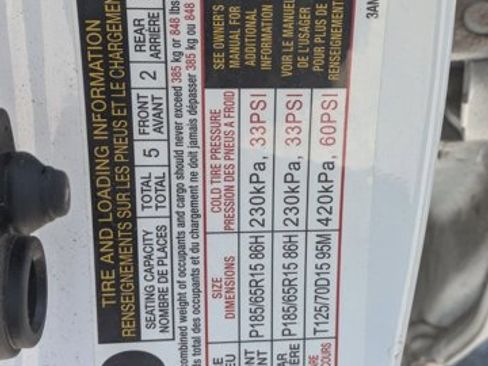 TIRE AND LOADING INFORMATION
RENSEIGNEMENTS SUR LES PNEUS ET LE CHARGEMENT
SEATING CAPACITY TOTAL 5 FRONT 2 REAR
NOMBRE DE PLACES TOTAL AVANT ARRIÈRE
combined weight of occupants and cargo should never exceed 385 kg or 848 lbs
total des occupants et du chargement ne doit jamais dépasser 385 kg ou 848
SIZE COLD TIRE PRESSURE SEE OWNER'S
DIMENSIONS PRESSION DES PNEUS A FROID MANUAL FOR
ADDITIONAL
INFORMATION
P185/65R15 86H 230kPa, 33PSI
P185/65R15 86H 230kPa, 33PSI
T125/70D15 95M 420kPa, 60PSI
VOIR LE MANUEL
DE L'USAGER
POUR PLUS DE
RENSEIGNEMENTS
3AM